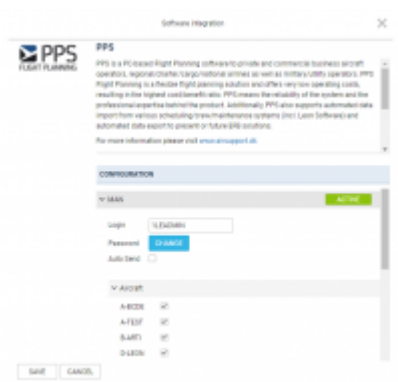 Software Integration
PPS
FLIGHT PLANNING
PPS
PPS is a PC-based Flight Planning software to private and commercial business aircraft
operators, regional/charter/cargo/national airlines as well as military/utility operators. PPS
Flight Planning is a flexible flight planning solution and offers very low operating costs,
resulting in the highest cost-benefit ratio. PPS means the reliability of the system and the
professional expertise behind the product. Additionally, PPS also supports automated data
import from various scheduling/crew/maintenance systems (incl. Leon Software) and
automated data export to present or future EFB solutions.
For more information please visit www.airsupport.dk
CONFIGURATION
MAIN
ACTIVE
Login
Password
CHANGE
Auto Send
Aircraft
A-TEST
D-LEON
SAVE
CANCEL